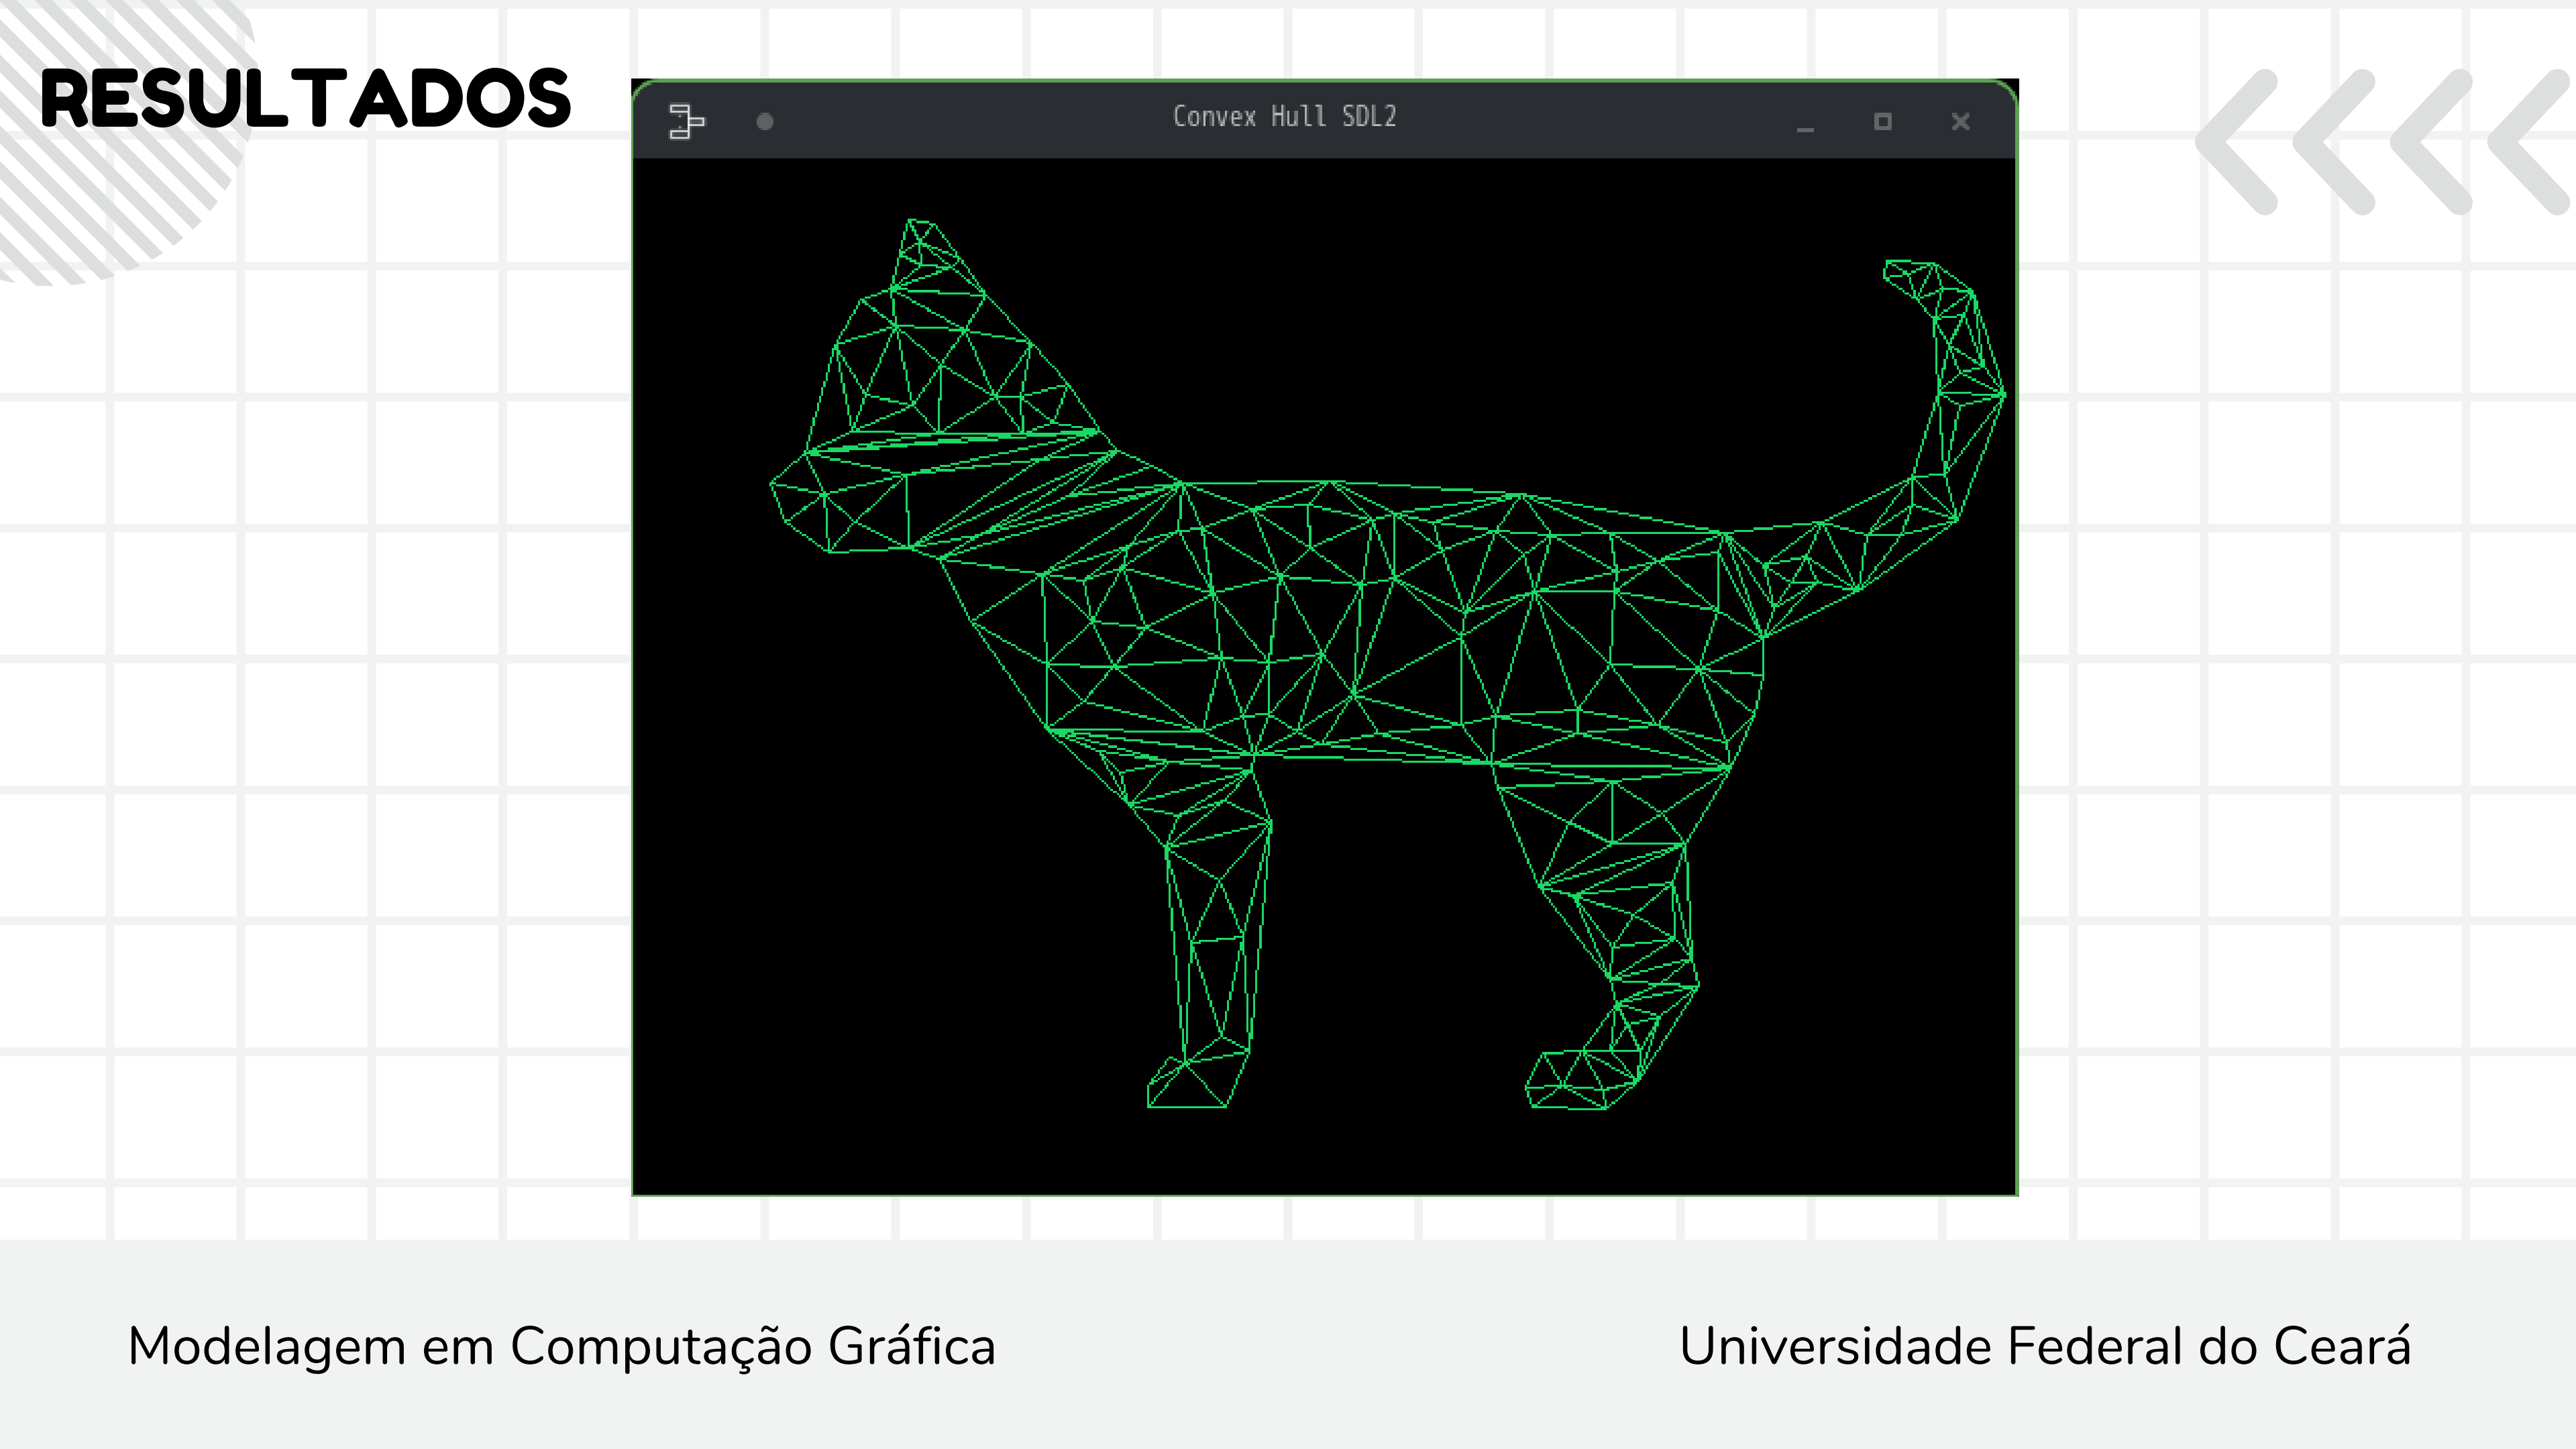 RESULTADOS
Convex Hull SDL2
Modelagem em Computação Gráfica
Universidade Federal do Ceará